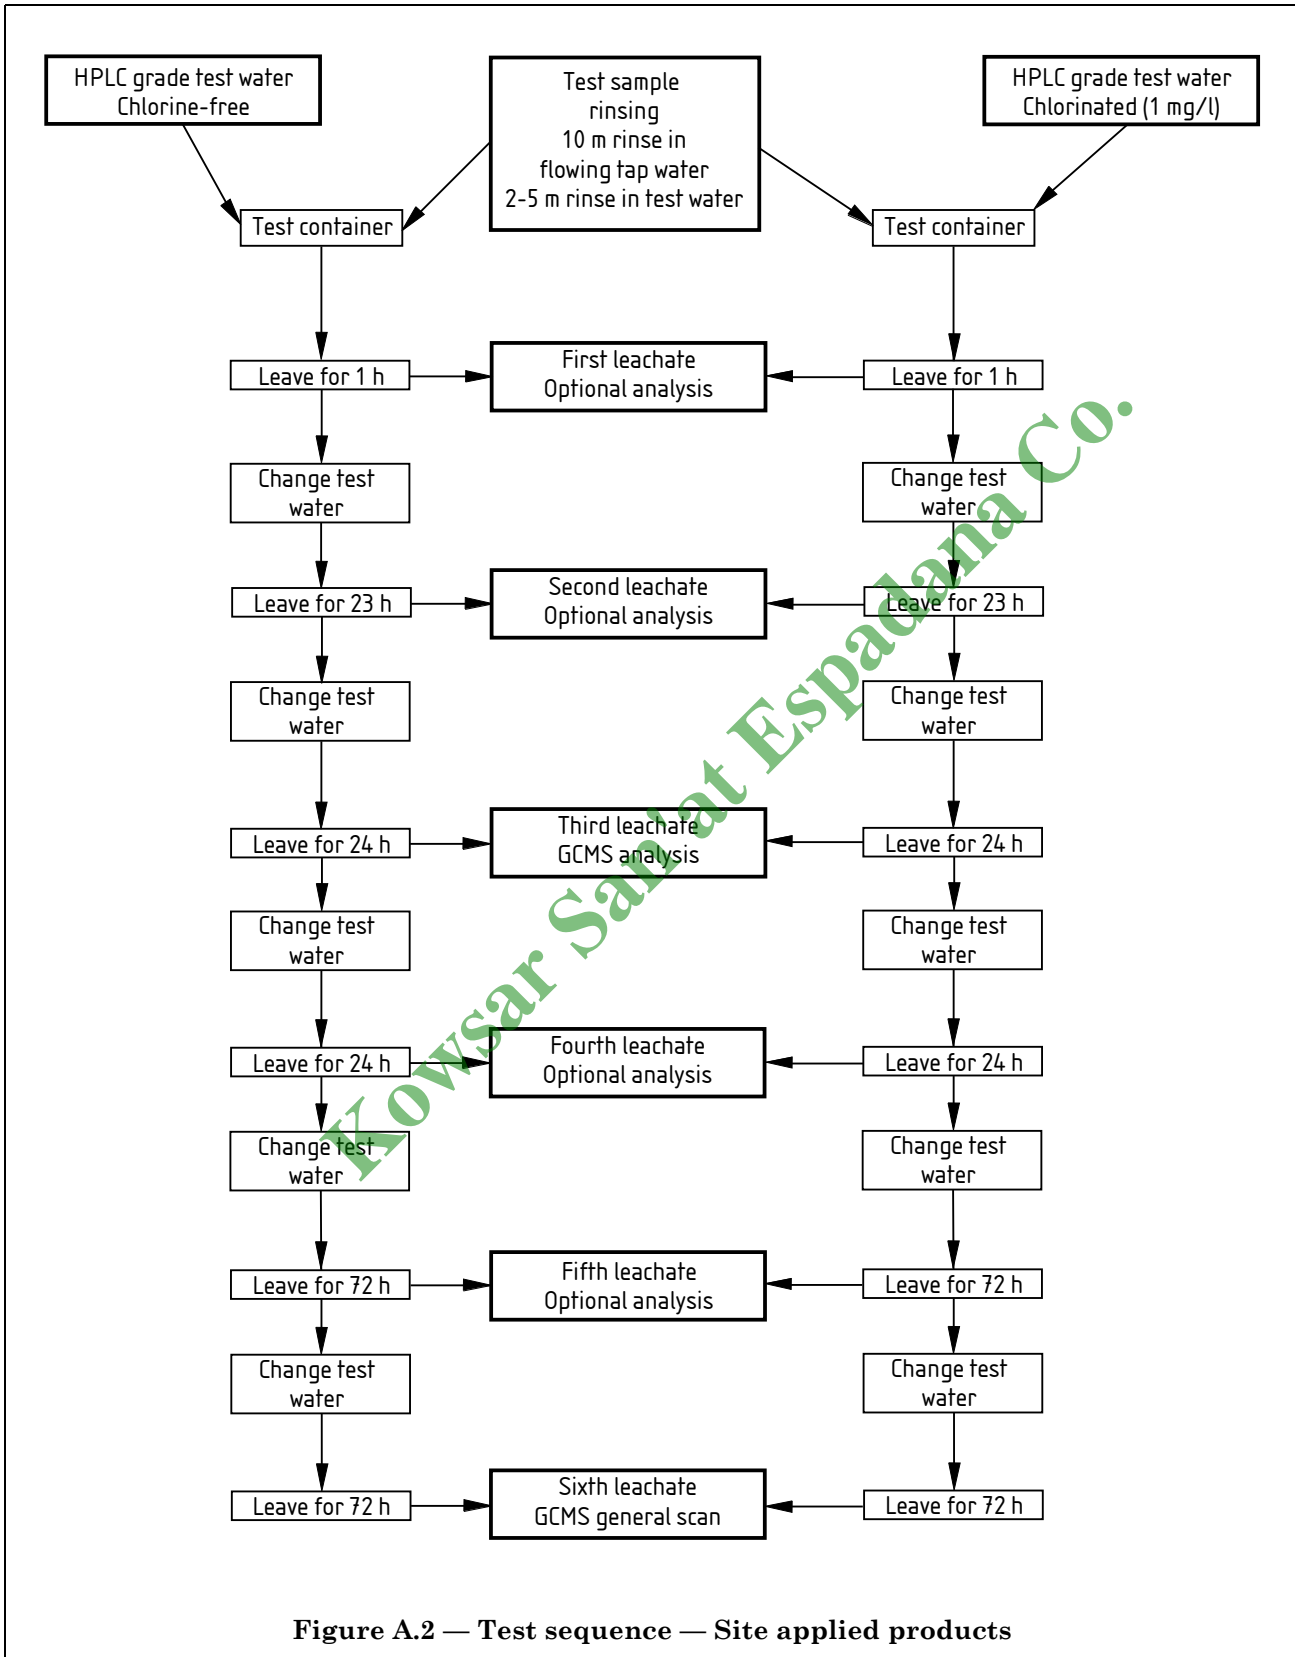 HPLC grade test water
Chlorine-free
Test sample
rinsing
10 m rinse in
flowing tap water
2-5 m rinse in test water
HPLC grade test water
Chlorinated (1 mg/l)
Test container
Test container
Leave for 1 h
First leachate
Optional analysis
Leave for 1 h
Change test
water
Change test
water
Leave for 23 h
Second leachate
Optional analysis
Leave for 23 h
Change test
water
Change test
water
Leave for 24 h
Third leachate
GCMS analysis
Leave for 24 h
Change test
water
Change test
water
Leave for 24 h
Fourth leachate
Optional analysis
Leave for 24 h
Change test
water
Change test
water
Leave for 72 h
Fifth leachate
Optional analysis
Leave for 72 h
Change test
water
Change test
water
Leave for 72 h
Sixth leachate
GCMS general scan
Leave for 72 h
Kowsar San'at Espadana Co.
Figure A.2 — Test sequence — Site applied products